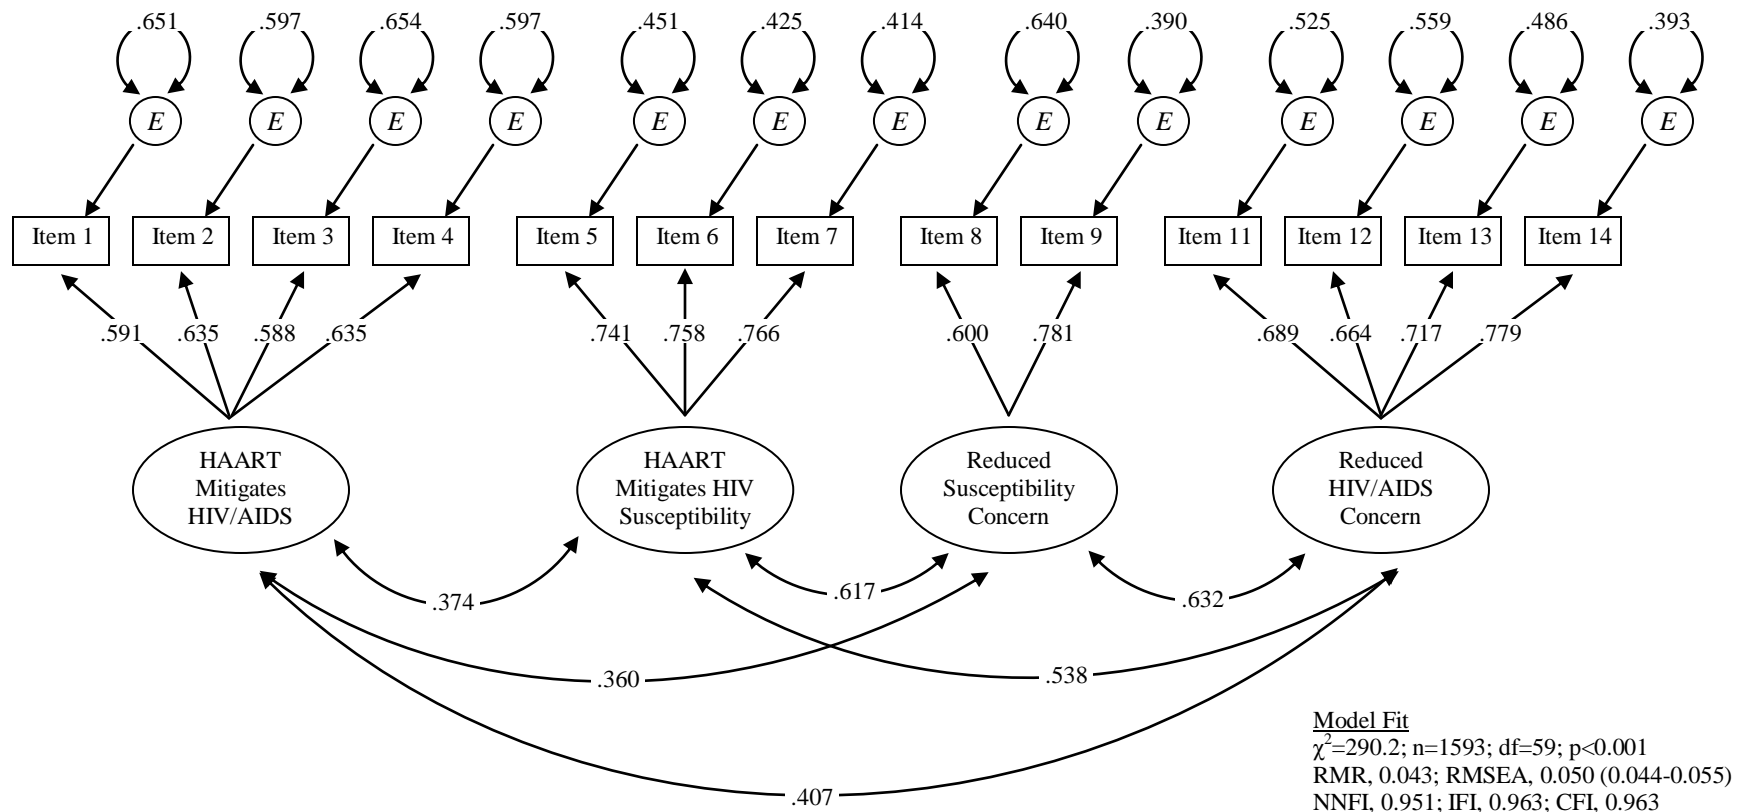 .651 .597 .654 .597 .451 .425 .414 .640 .390 .525 .559 .486 .393
E E E E E E E E E E E E E
Item 1 Item 2 Item 3 Item 4 Item 5 Item 6 Item 7 Item 8 Item 9 Item 11 Item 12 Item 13 Item 14
.591 .635 .588 .635 .741 .758 .766 .600 .781 .689 .664 .717 .779
HAART
Mitigates
HIV/AIDS
HAART
Mitigates HIV
Susceptibility
Reduced
Susceptibility
Concern
Reduced
HIV/AIDS
Concern
.374 .617 .632
.360 .538
.407
Model Fit
χ²=290.2; n=1593; df=59; p<0.001
RMR, 0.043; RMSEA, 0.050 (0.044-0.055)
NNFI, 0.951; IFI, 0.963; CFI, 0.963